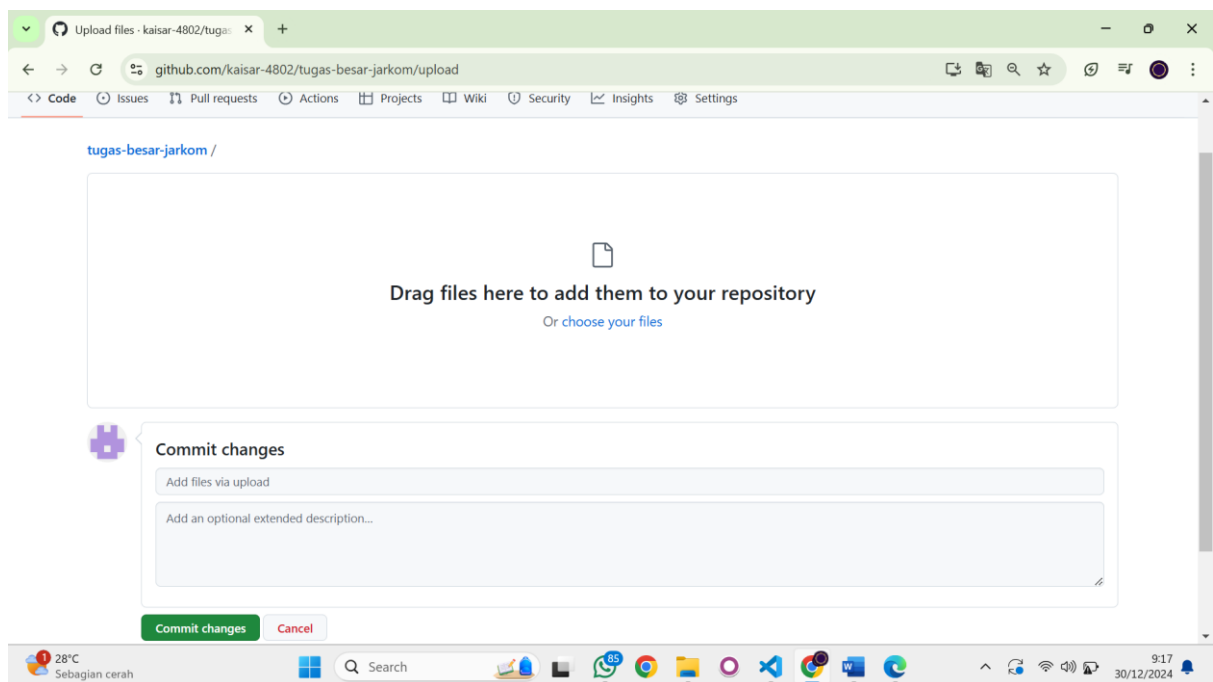 Upload files · kaisar-4802/tugas
github.com/kaisar-4802/tugas-besar-jarkom/upload
Code Issues Pull requests Actions Projects Wiki Security Insights Settings
tugas-besar-jarkom /
Drag files here to add them to your repository
Or choose your files
Commit changes
Add files via upload
Add an optional extended description...
Commit changes Cancel
1 28°C
Sebagian cerah
Search
85
9:17
30/12/2024